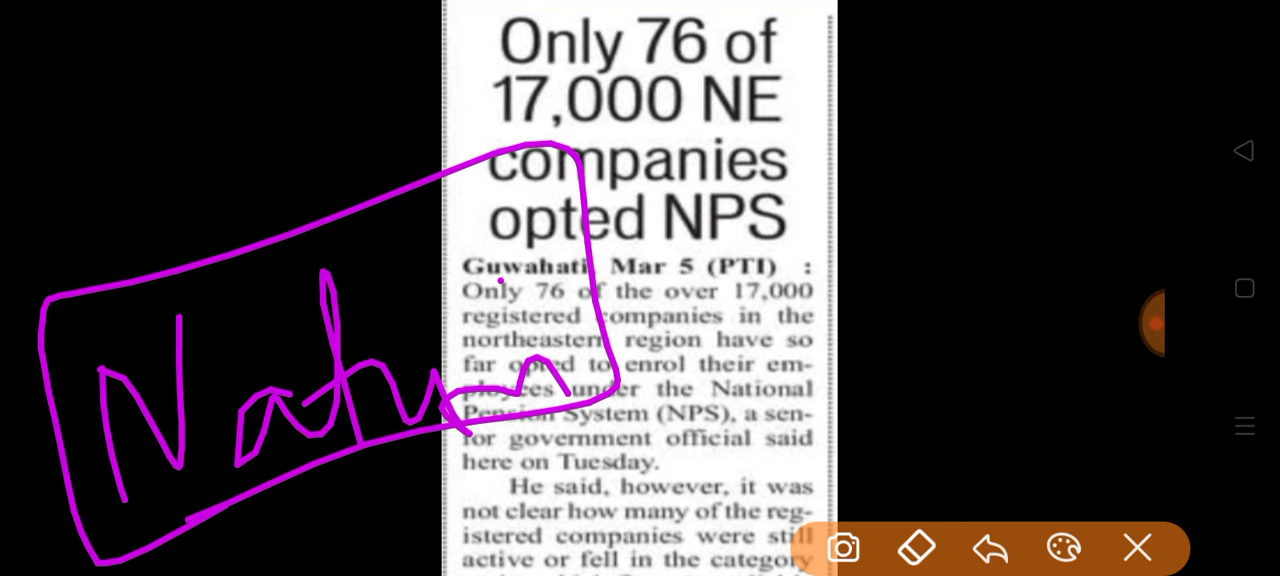 Only 76 of
17,000 NE
companies
opted NPS
Guwahati, Mar 5 (PTI) :
Only 76 of the over 17,000
registered companies in the
northeastern region have so
far opted to enrol their em-
ployees under the National
Pension System (NPS), a sen-
ior government official said
here on Tuesday.
He said, however, it was
not clear how many of the reg-
istered companies were still
active or fell in the category